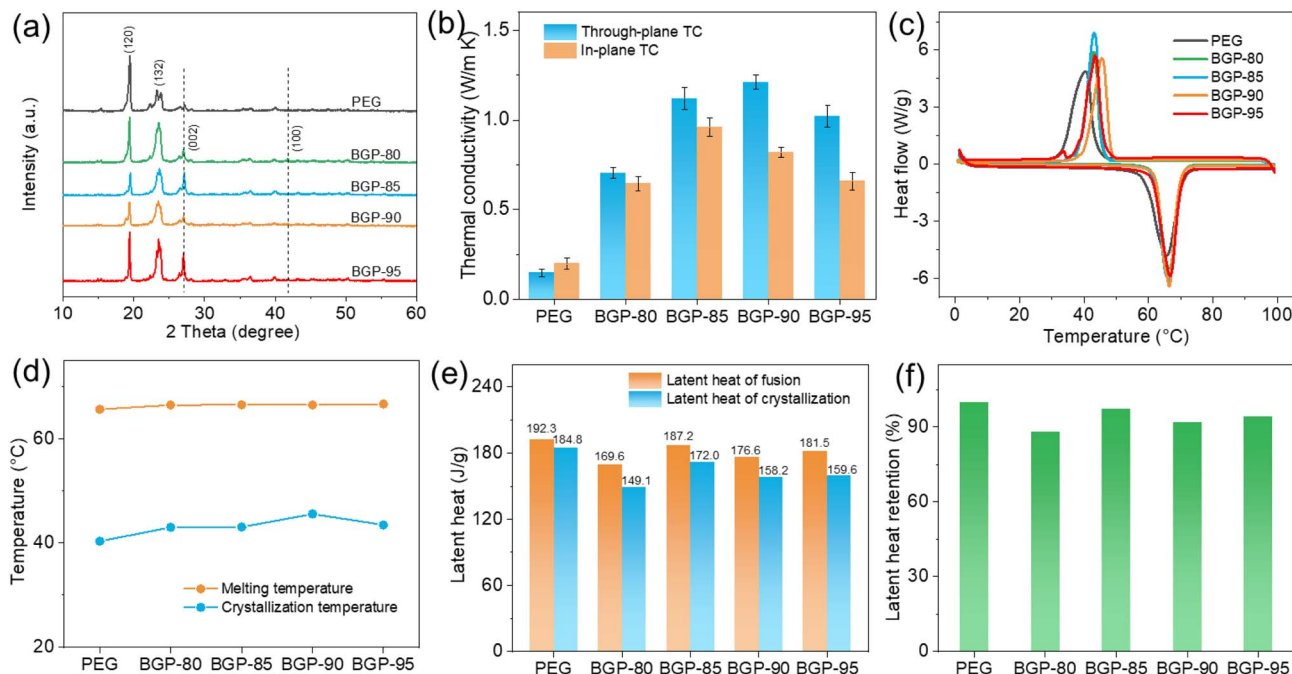 (a)
(120)
(132)
(002)
(100)
PEG
BGP-80
BGP-85
BGP-90
BGP-95
Intensity (a.u.)
10 20 30 40 50 60
2 Theta (degree)
(b)
Through-plane TC
In-plane TC
Thermal conductivity (W/m K)
1.5
1.0
0.5
0.0
PEG BGP-80 BGP-85 BGP-90 BGP-95
(c)
PEG
BGP-80
BGP-85
BGP-90
BGP-95
Heat flow (W/g)
6
3
0
-3
-6
0 20 40 60 80 100
Temperature (°C)
(d)
Temperature (°C)
60
40
20
Melting temperature
Crystallization temperature
PEG BGP-80 BGP-85 BGP-90 BGP-95
(e)
Latent heat of fusion
Latent heat of crystallization
Latent heat (J/g)
240
180
120
60
0
192.3 184.8 169.6 149.1 187.2 172.0 176.6 158.2 181.5 159.6
PEG BGP-80 BGP-85 BGP-90 BGP-95
(f)
Latent heat retention (%)
90
60
30
0
PEG BGP-80 BGP-85 BGP-90 BGP-95